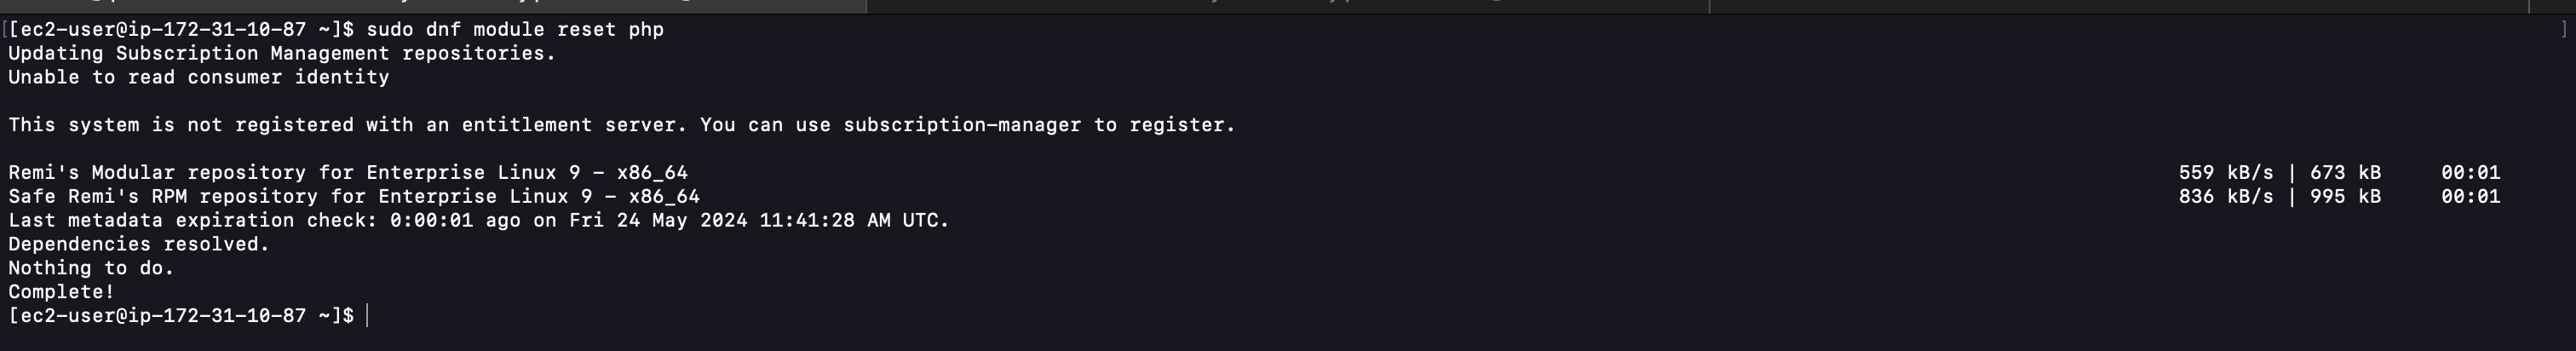 [[ec2-user@ip-172-31-10-87 ~]$ sudo dnf module reset php ]
Updating Subscription Management repositories.
Unable to read consumer identity
This system is not registered with an entitlement server. You can use subscription-manager to register.
Remi's Modular repository for Enterprise Linux 9 - x86_64 559 kB/s | 673 kB 00:01
Safe Remi's RPM repository for Enterprise Linux 9 - x86_64 836 kB/s | 995 kB 00:01
Last metadata expiration check: 0:00:01 ago on Fri 24 May 2024 11:41:28 AM UTC.
Dependencies resolved.
Nothing to do.
Complete!
[ec2-user@ip-172-31-10-87 ~]$